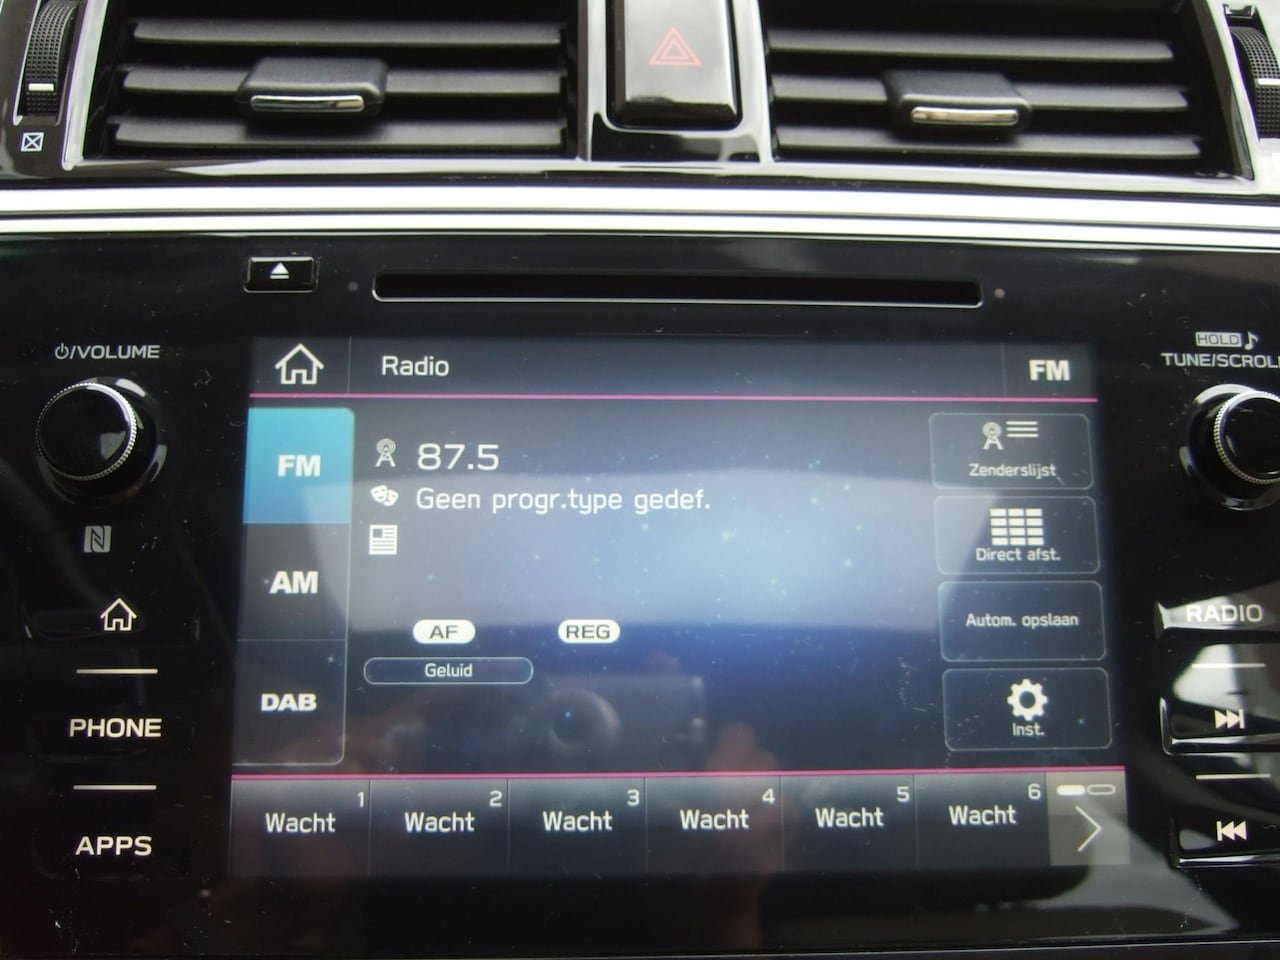 ⏻/VOLUME
HOLD
TUNE/SCROLL
Radio
FM
FM
AM
DAB
87.5
Geen progr.type gedef.
AF
REG
Geluid
Zenderslijst
Direct afst.
Autom. opslaan
Inst.
PHONE
APPS
RADIO
1 Wacht
2 Wacht
3 Wacht
4 Wacht
5 Wacht
6 Wacht